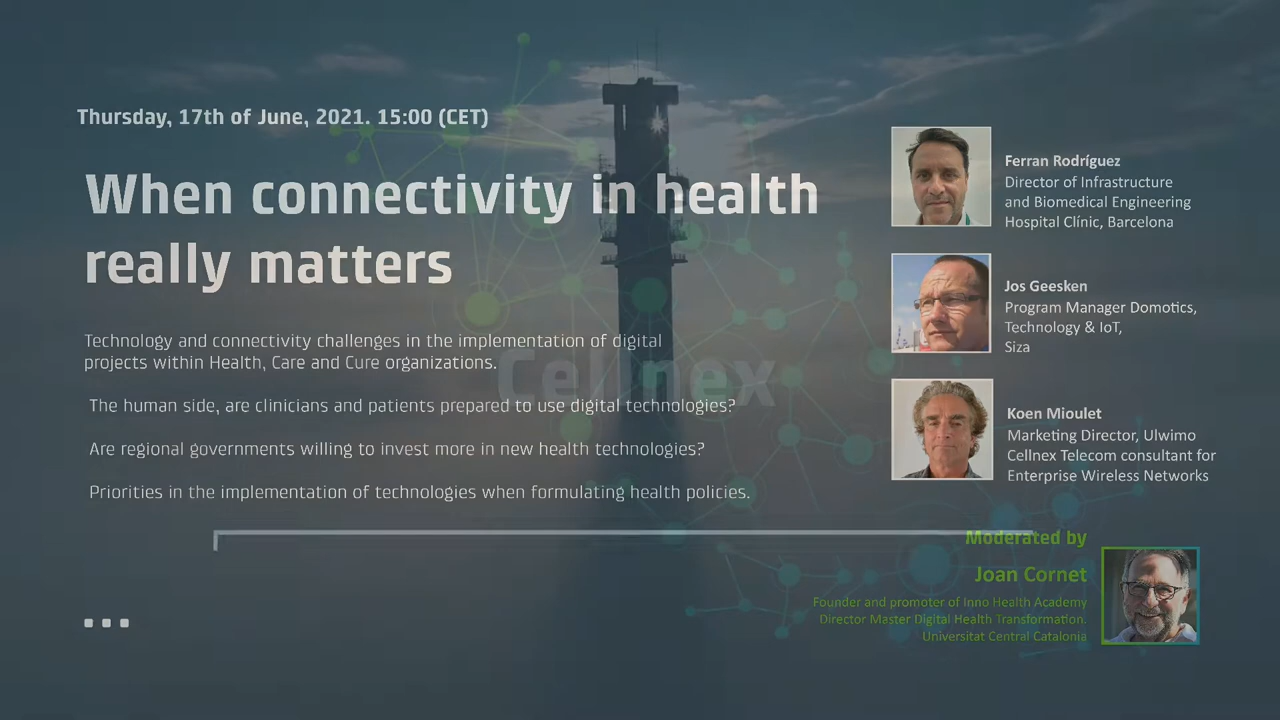 Thursday, 17th of June, 2021. 15:00 (CET)
When connectivity in health
really matters
Technology and connectivity challenges in the implementation of digital
projects within Health, Care and Cure organizations.
The human side, are clinicians and patients prepared to use digital technologies?
Are regional governments willing to invest more in new health technologies?
Priorities in the implementation of technologies when formulating health policies.
Cellnex
Ferran Rodríguez
Director of Infrastructure
and Biomedical Engineering
Hospital Clínic, Barcelona
Jos Geesken
Program Manager Domotics,
Technology & IoT,
Siza
Koen Mioulet
Marketing Director, Ulwimo
Cellnex Telecom consultant for
Enterprise Wireless Networks
Moderated by
Joan Cornet
Founder and promoter of Inno Health Academy
Director Master Digital Health Transformation.
Universitat Central Catalonia